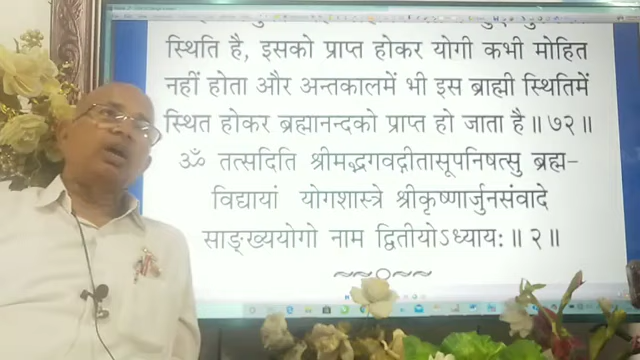 स्थिति है, इसको प्राप्त होकर योगी कभी मोहित
नहीं होता और अन्तकालमें भी इस ब्राह्मी स्थितिमें
स्थित होकर ब्रह्मानन्दको प्राप्त हो जाता है॥ ७२॥
ॐ तत्सदिति श्रीमद्भगवद्गीतासूपनिषत्सु ब्रह्म-
विद्यायां योगशास्त्रे श्रीकृष्णार्जुनसंवादे
साङ्ख्ययोगो नाम द्वितीयोऽध्याय:॥ २॥